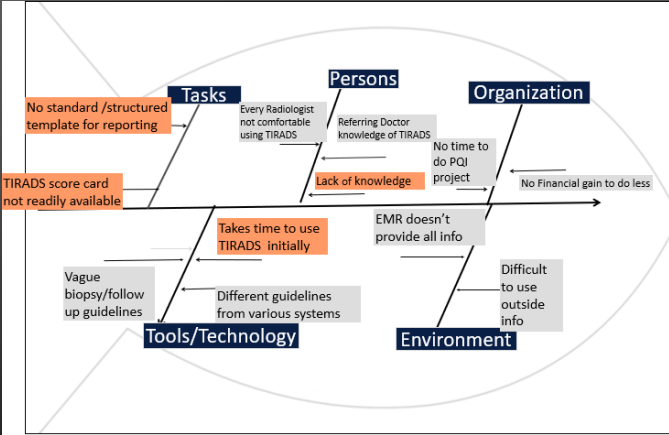 Persons
Tasks
Organization
No standard /structured
template for reporting
Every Radiologist
not comfortable
using TIRADS
Referring Doctor
knowledge of TIRADS
No time to
do PQI
project
Lack of knowledge
No Financial gain to do less
TIRADS score card
not readily available
Takes time to use
TIRADS  initially
EMR doesn't
provide all info
Vague
biopsy/follow
up guidelines
Different guidelines
from various systems
Difficult
to use
outside
info
Tools/Technology
Environment